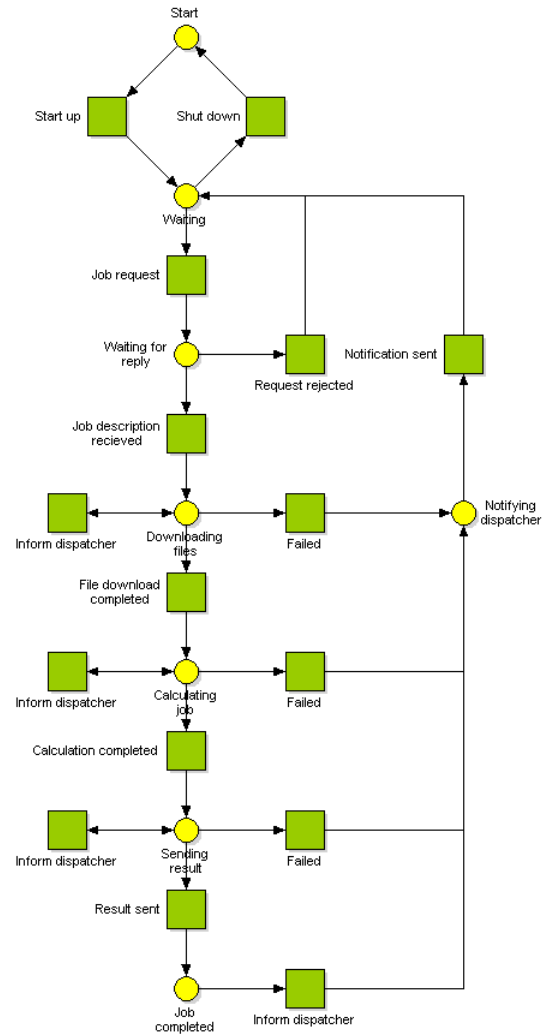 Start
Start up
Shut down
Waiting
Job request
Waiting for
reply
Request rejected
Notification sent
Job description
recieved
Inform dispatcher
Downloading
files
Failed
Notifying
dispatcher
File download
completed
Inform dispatcher
Calculating
job
Failed
Calculation completed
Inform dispatcher
Sending
result
Failed
Result sent
Job
completed
Inform dispatcher